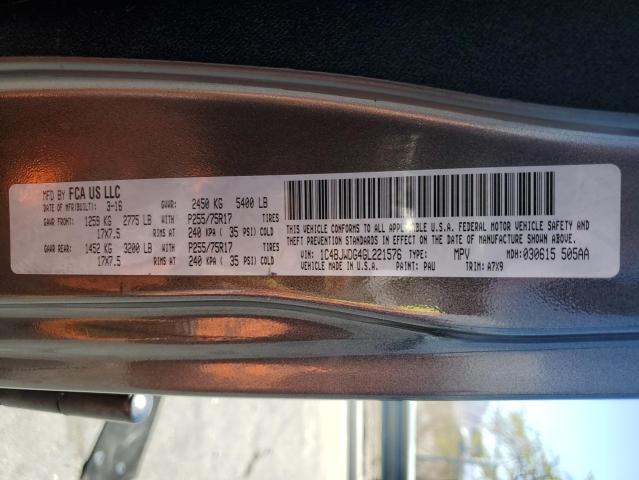 MFD BY FCA US LLC
DATE OF MFR(BUILT): 3-16 GVWR: 2450 KG 5400 LB
GAWR FRONT: 1259 KG 2775 LB WITH P255/75R17 TIRES
17X7.5 RIMS AT 240 KPA ( 35 PSI) COLD
GAWR REAR: 1452 KG 3200 LB WITH P255/75R17 TIRES
17X7.5 RIMS AT 240 KPA ( 35 PSI) COLD
THIS VEHICLE CONFORMS TO ALL APPLICABLE U.S.A. FEDERAL MOTOR VEHICLE SAFETY AND
THEFT PREVENTION STANDARDS IN EFFECT ON THE DATE OF MANUFACTURE SHOWN ABOVE.
VIN: 1C4BJWDG4GL221576 TYPE: MPV MDH:030615 505AA
VEHICLE MADE IN U.S.A. PAINT: PAU TRIM: A7X9